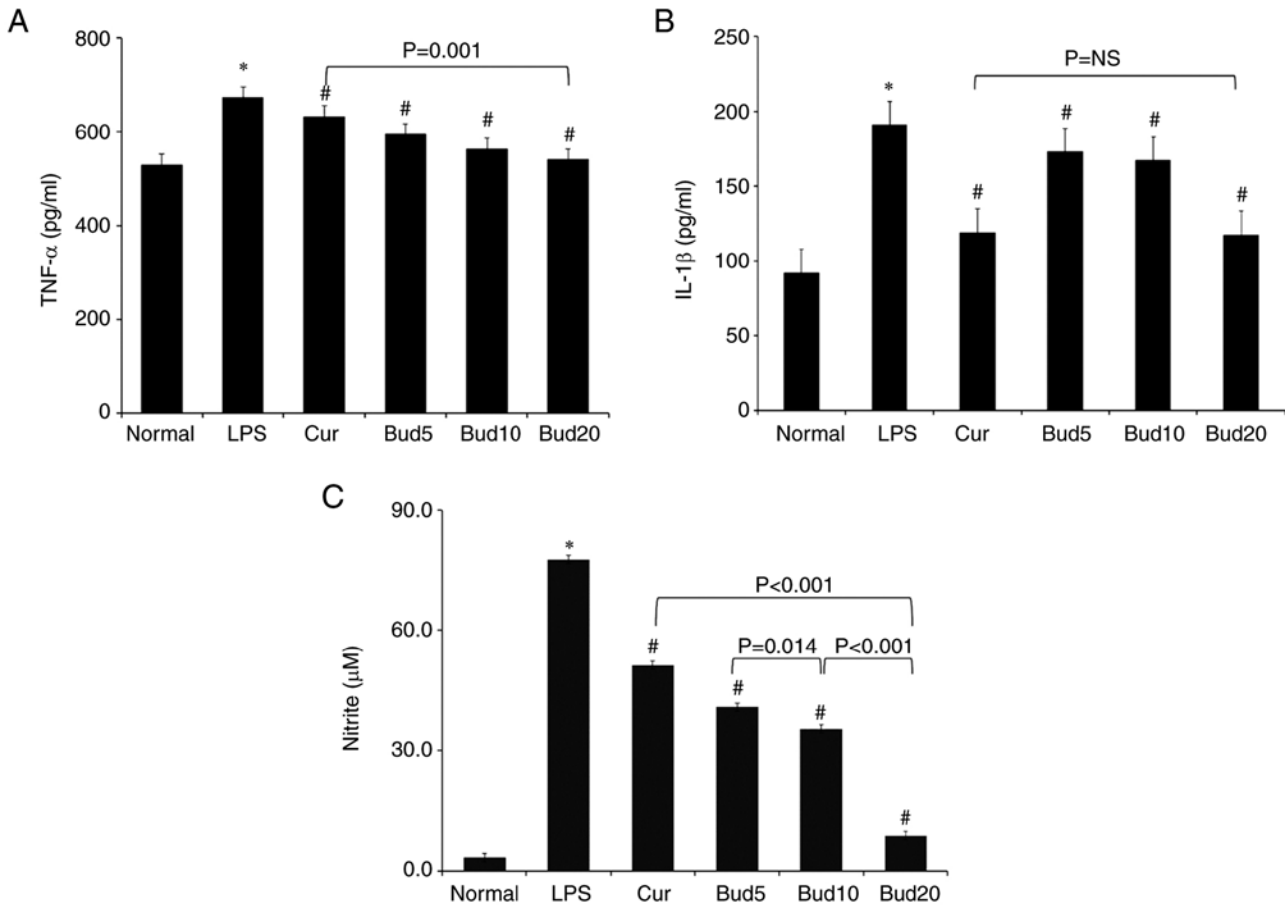 A
800
600
400
200
0
TNF-α (pg/ml)
P=0.001
*
#
#
#
#
Normal LPS Cur Bud5 Bud10 Bud20
B
250
200
150
100
50
0
IL-1β (pg/ml)
P=NS
*
#
#
#
#
Normal LPS Cur Bud5 Bud10 Bud20
C
90.0
60.0
30.0
0.0
Nitrite (μM)
P<0.001
P=0.014 P<0.001
*
#
#
#
#
Normal LPS Cur Bud5 Bud10 Bud20